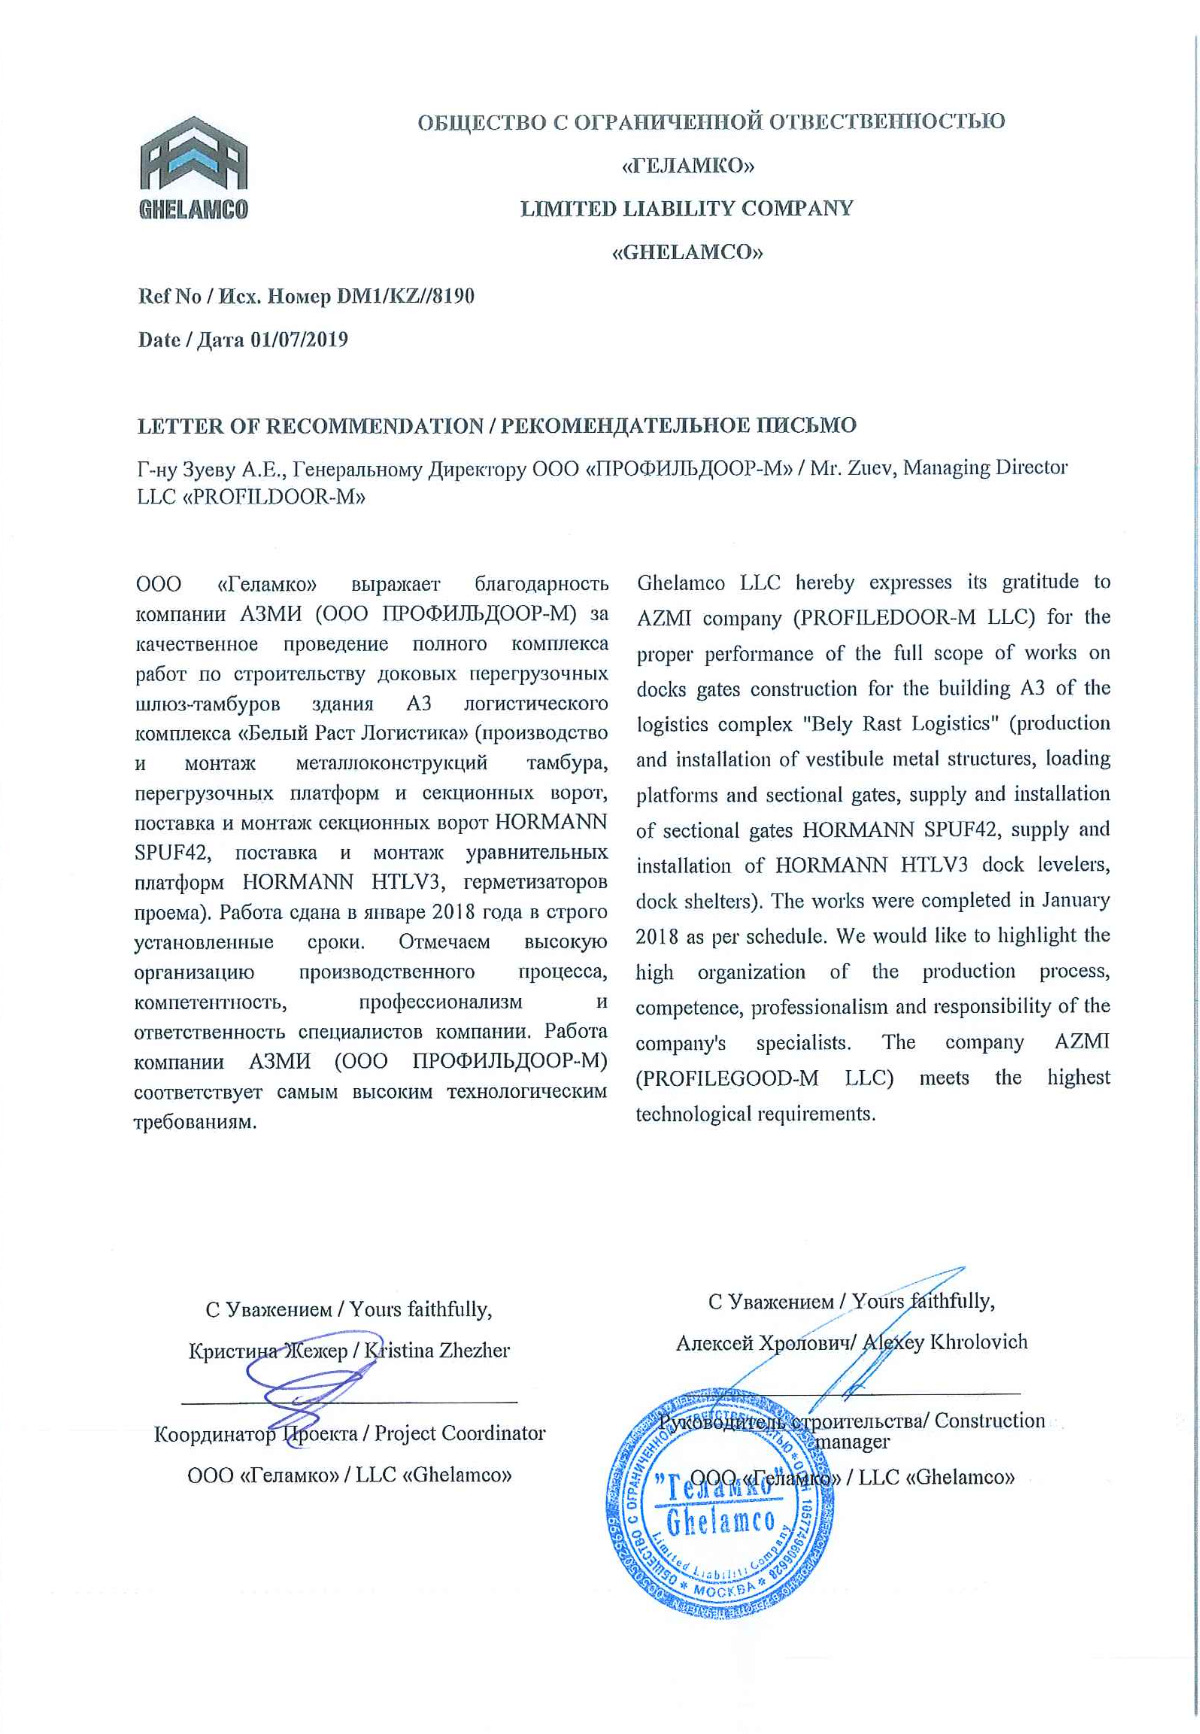 GHELAMCO
ОБЩЕСТВО С ОГРАНИЧЕННОЙ ОТВЕСТВЕННОСТЬЮ
«ГЕЛАМКО»
LIMITED LIABILITY COMPANY
«GHELAMCO»
Ref No / Исх. Номер DM1/KZ//8190
Date / Дата 01/07/2019
LETTER OF RECOMMENDATION / РЕКОМЕНДАТЕЛЬНОЕ ПИСЬМО
Г-ну Зуеву А.Е., Генеральному Директору ООО «ПРОФИЛЬДООР-М» / Mr. Zuev, Managing Director
LLC «PROFILDOOR-M»
ООО «Геламко» выражает благодарность
компании АЗМИ (ООО ПРОФИЛЬДООР-М) за
качественное проведение полного комплекса
работ по строительству доковых перегрузочных
шлюз-тамбуров здания А3 логистического
комплекса «Белый Раст Логистика» (производство
и монтаж металлоконструкций тамбура,
перегрузочных платформ и секционных ворот,
поставка и монтаж секционных ворот HORMANN
SPUF42, поставка и монтаж уравнительных
платформ HORMANN HTLV3, герметизаторов
проема). Работа сдана в январе 2018 года в строго
установленные сроки. Отмечаем высокую
организацию производственного процесса,
компетентность, профессионализм и
ответственность специалистов компании. Работа
компании АЗМИ (ООО ПРОФИЛЬДООР-М)
соответствует самым высоким технологическим
требованиям.
Ghelamco LLC hereby expresses its gratitude to
AZMI company (PROFILEDOOR-M LLC) for the
proper performance of the full scope of works on
docks gates construction for the building A3 of the
logistics complex "Bely Rast Logistics" (production
and installation of vestibule metal structures, loading
platforms and sectional gates, supply and installation
of sectional gates HORMANN SPUF42, supply and
installation of HORMANN HTLV3 dock levelers,
dock shelters). The works were completed in January
2018 as per schedule. We would like to highlight the
high organization of the production process,
competence, professionalism and responsibility of the
company's specialists. The company AZMI
(PROFILEGOOD-M LLC) meets the highest
technological requirements.
С Уважением / Yours faithfully,
Кристина Жежер / Kristina Zhezher
Координатор Проекта / Project Coordinator
ООО «Геламко» / LLC «Ghelamco»
С Уважением / Yours faithfully,
Алексей Хролович/ Alexey Khrolovich
Руководитель строительства/ Construction
manager
ООО «Геламко» / LLC «Ghelamco»
ОБЩЕСТВО С ОГРАНИЧЕННОЙ ОТВЕТСТВЕННОСТЬЮ * ОГРН 1057749606628
* МОСКВА *
"Геламко"
Ghelamco
Limited Liability Company